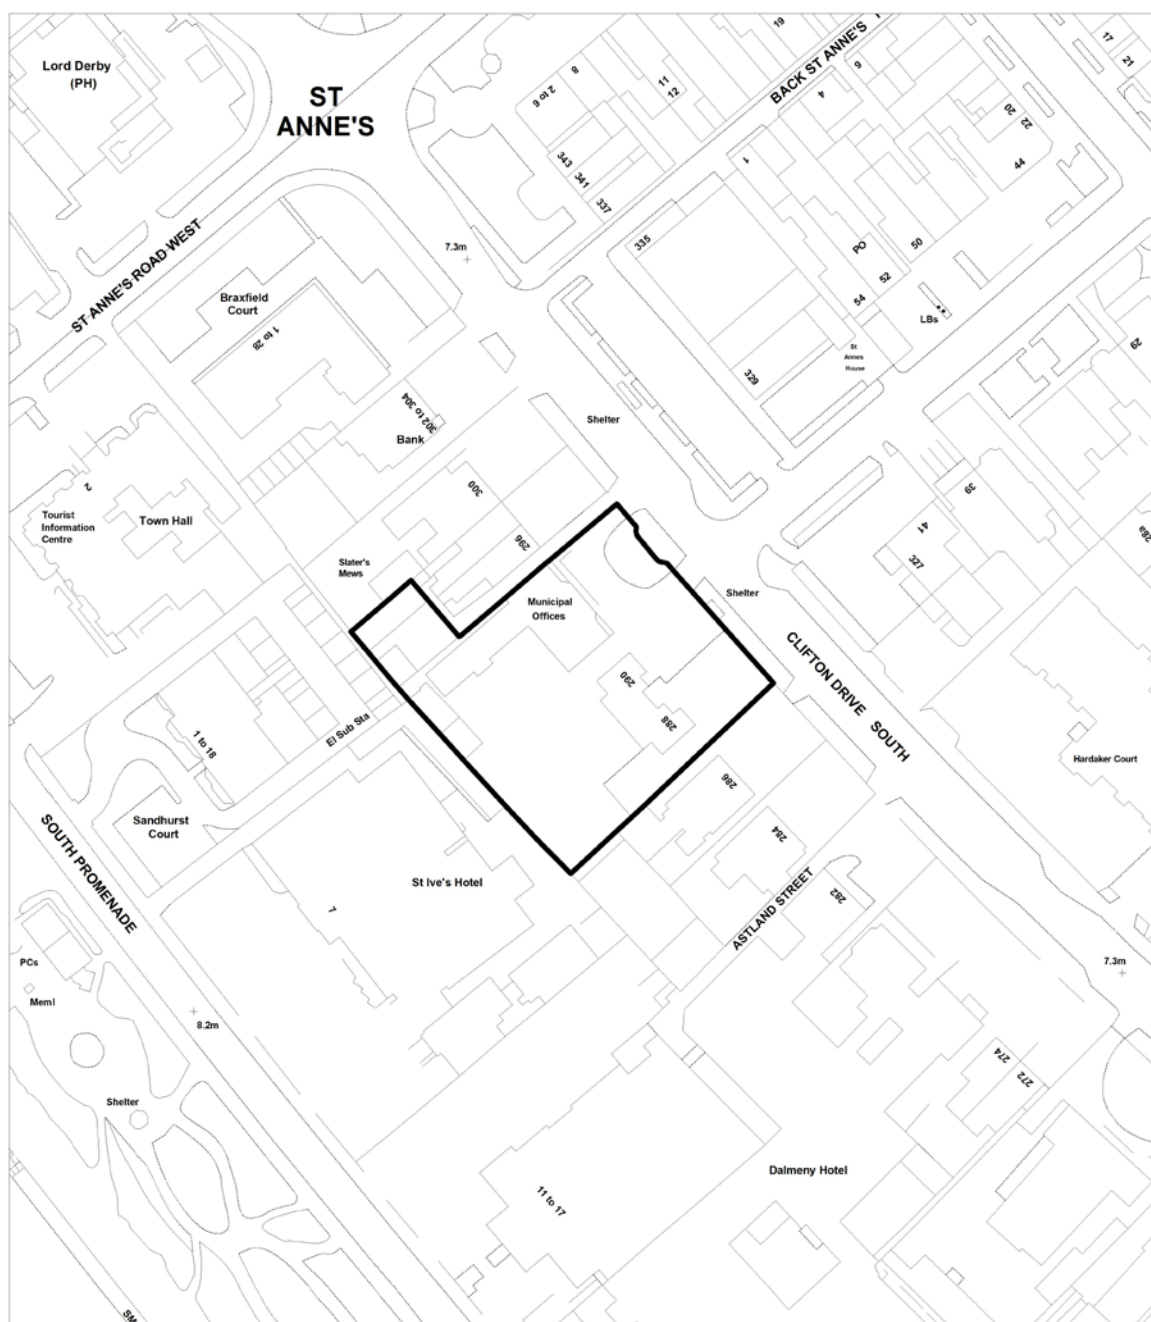 19
BACK ST ANNE'S
17
21
Lord Derby
(PH)
ST
ANNE'S
8
2 to 6
11
12
9
4
20
22
44
1
343
341
337
ST ANNE'S ROAD WEST
7.3m
335
PO
50
52
54
LBs
Braxfield
Court
1 to 28
St
Annes
House
29
329
302 to 304
Bank
Shelter
300
296
2
Tourist
Information
Centre
Town Hall
39
41
327
26a
Slater's
Mews
Municipal
Offices
Shelter
290
288
CLIFTON DRIVE SOUTH
El Sub Sta
1 to 18
Hardaker Court
286
284
282
Sandhurst
Court
SOUTH PROMENADE
St Ive's Hotel
7
ASTLAND STREET
PCs
Meml
8.2m
7.3m
274
272
Shelter
Dalmeny Hotel
11 to 17